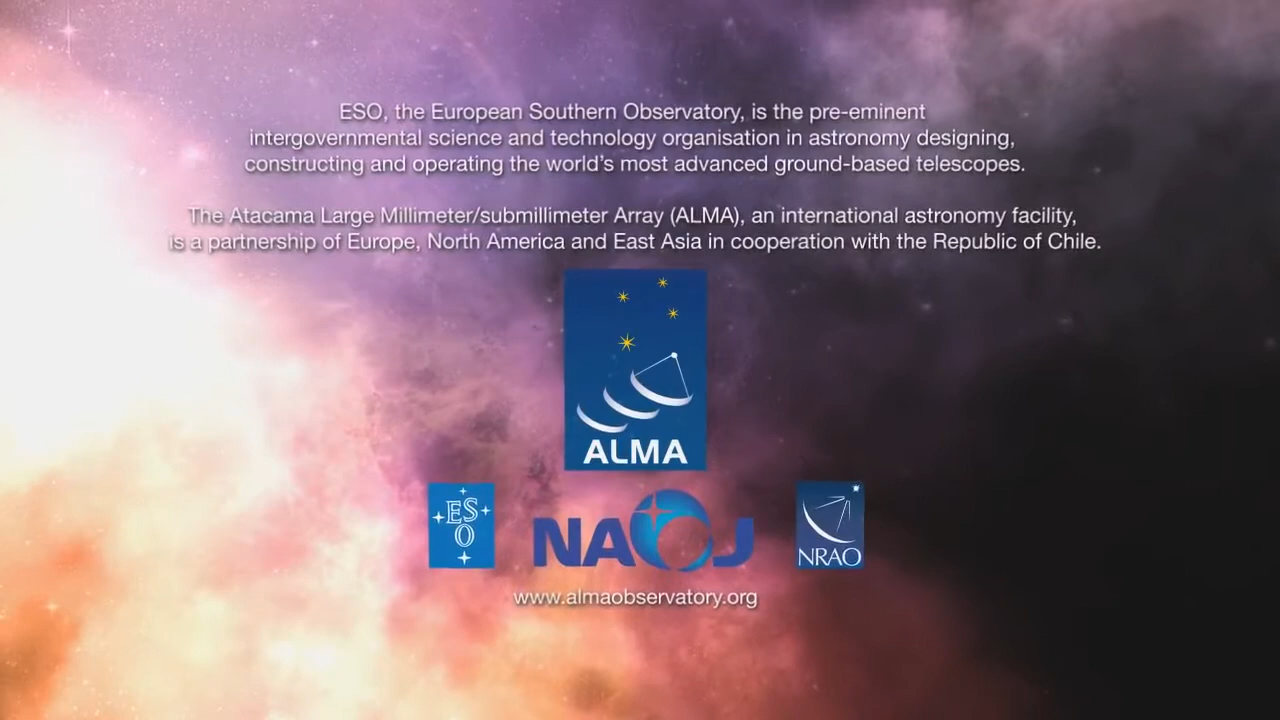 ESO, the European Southern Observatory, is the pre-eminent
intergovernmental science and technology organisation in astronomy designing,
constructing and operating the world's most advanced ground-based telescopes.
The Atacama Large Millimeter/submillimeter Array (ALMA), an international astronomy facility,
is a partnership of Europe, North America and East Asia in cooperation with the Republic of Chile.
ALMA
ESO
NAOJ
NRAO
www.almaobservatory.org